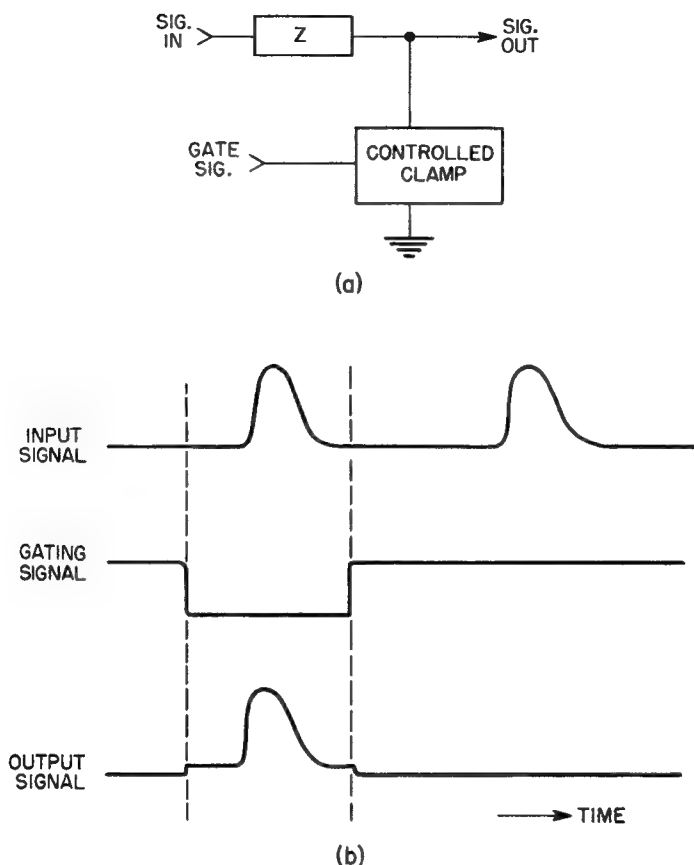 SIG.
IN
Z
SIG.
OUT
GATE
SIG.
CONTROLLED
CLAMP
(a)
INPUT
SIGNAL
GATING
SIGNAL
OUTPUT
SIGNAL
TIME
(b)